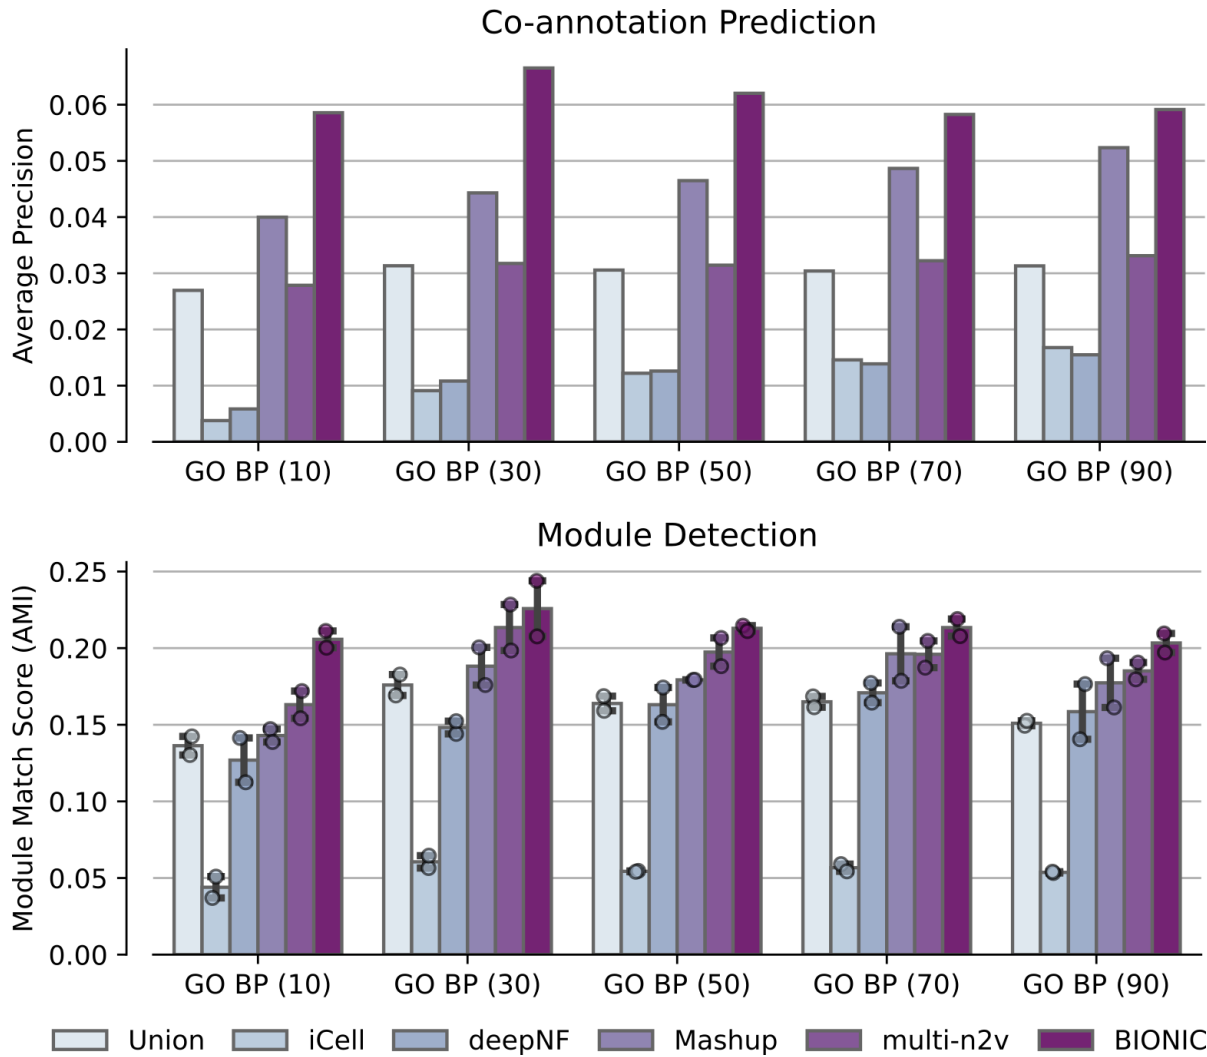 Co-annotation Prediction
Average Precision
0.06
0.05
0.04
0.03
0.02
0.01
0.00
GO BP (10) GO BP (30) GO BP (50) GO BP (70) GO BP (90)
Module Detection
Module Match Score (AMI)
0.25
0.20
0.15
0.10
0.05
0.00
GO BP (10) GO BP (30) GO BP (50) GO BP (70) GO BP (90)
Union iCell deepNF Mashup multi-n2v BIONIC